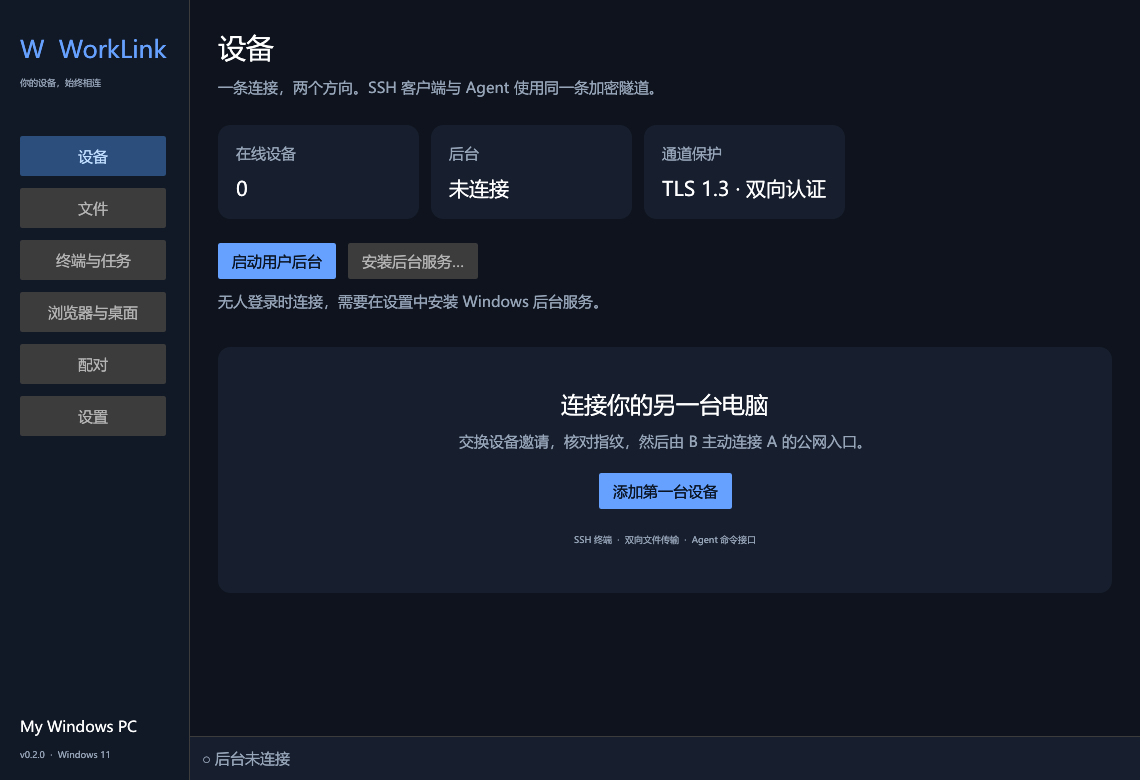 W WorkLink
你的设备，始终相连
设备
文件
终端与任务
浏览器与桌面
配对
设置
My Windows PC
v0.2.0 · Windows 11
设备
一条连接，两个方向。SSH 客户端与 Agent 使用同一条加密隧道。
在线设备
0
后台
未连接
通道保护
TLS 1.3 · 双向认证
启动用户后台
安装后台服务...
无人登录时连接，需要在设置中安装 Windows 后台服务。
连接你的另一台电脑
交换设备邀请，核对指纹，然后由 B 主动连接 A 的公网入口。
添加第一台设备
SSH 终端 · 双向文件传输 · Agent 命令接口
○ 后台未连接